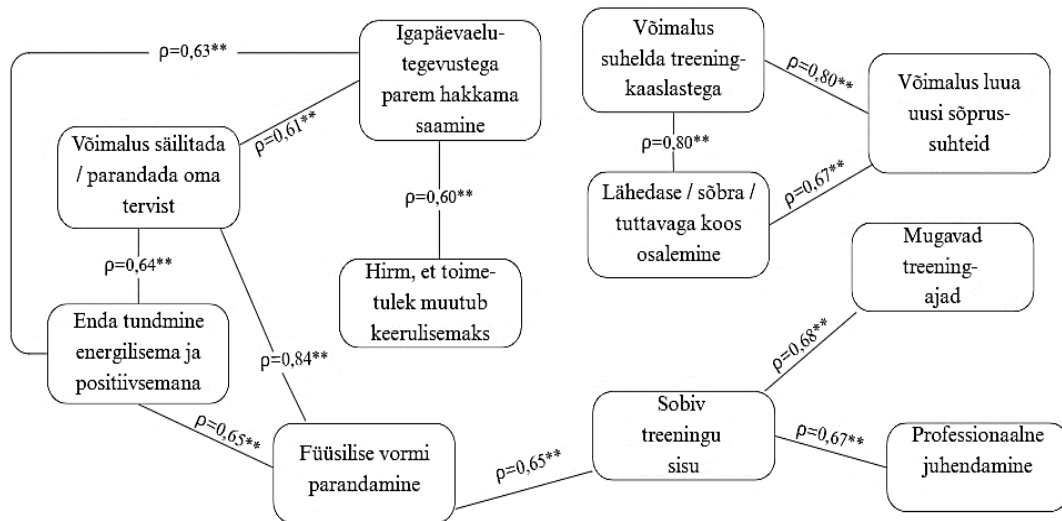 ρ=0,63**
Igapäevaelu-
tegevustega
parem hakkama
saamine
Võimalus
suhelda treening-
kaaslastega
ρ=0,80**
Võimalus luua
uusi sõprus-
suhteid
ρ=0,61**
Võimalus säilitada
/ parandada oma
tervist
ρ=0,80**
ρ=0,67**
Lähedase / sõbra /
tuttavaga koos
osalemine
ρ=0,60**
Mugavad
treening-
ajad
ρ=0,64**
Hirm, et toime-
tulek muutub
keerulisemaks
Enda tundmine
energilisema ja
positiivsemana
ρ=0,84**
ρ=0,68**
ρ=0,65**
Füüsilise vormi
parandamine
ρ=0,65**
Sobiv
treeningu
sisu
ρ=0,67**
Professionaalne
juhendamine